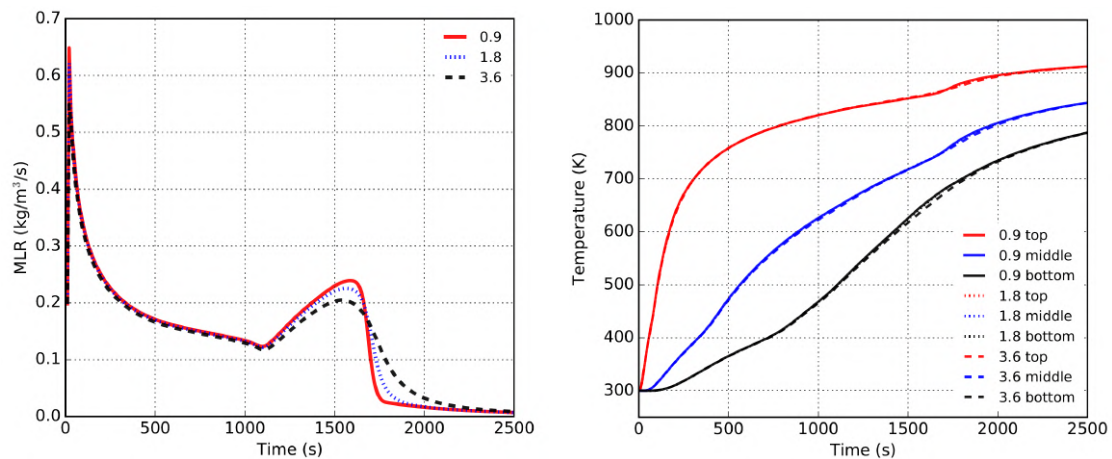 0.7
0.6
0.5
0.4
0.3
0.2
0.1
0.0
MLR (kg/m³/s)
0 500 1000 1500 2000 2500
Time (s)
0.9
1.8
3.6
1000
900
800
700
600
500
400
300
Temperature (K)
0 500 1000 1500 2000 2500
Time (s)
0.9 top
0.9 middle
0.9 bottom
1.8 top
1.8 middle
1.8 bottom
3.6 top
3.6 middle
3.6 bottom